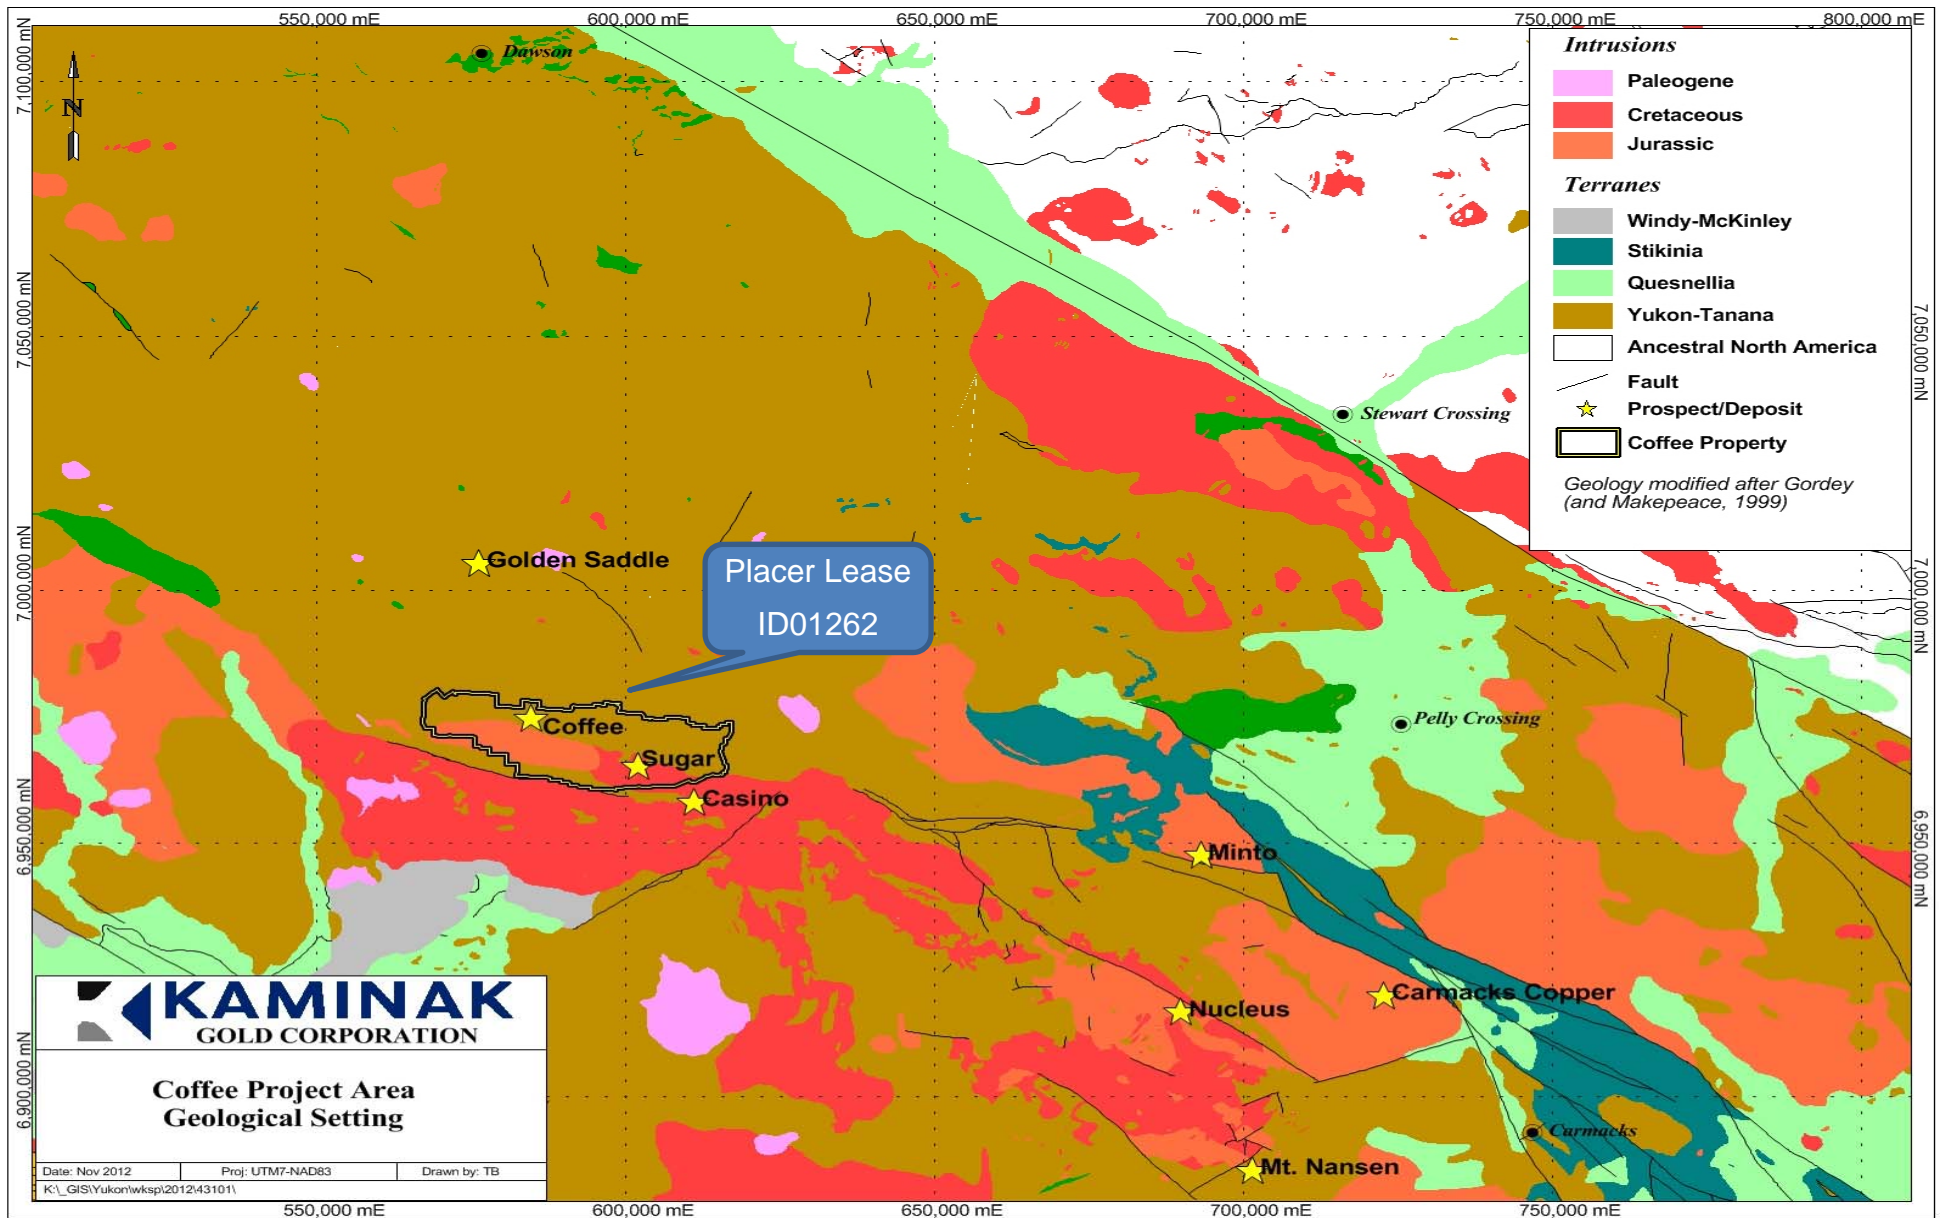 550,000 mE
600,000 mE
650,000 mE
700,000 mE
750,000 mE
800,000 mE
7,100,000 mN
7,050,000 mN
7,000,000 mN
6,950,000 mN
6,900,000 mN
N
Dawson
Intrusions
Paleogene
Cretaceous
Jurassic
Terranes
Windy-McKinley
Stikinia
Quesnellia
Yukon-Tanana
Ancestral North America
Fault
Prospect/Deposit
Coffee Property
Geology modified after Gordey
(and Makepeace, 1999)
7,050,000 mN
7,000,000 mN
6,950,000 mN
Stewart Crossing
Golden Saddle
Placer Lease
ID01262
Coffee
Sugar
Casino
Pelly Crossing
Minto
Nucleus
Carmacks Copper
Carmacks
Mt. Nansen
KAMINAK
GOLD CORPORATION
Coffee Project Area
Geological Setting
Date: Nov 2012
Proj: UTM7-NAD83
Drawn by: TB
K:\_GIS\Yukon\wksp\2012\43101\
550,000 mE
600,000 mE
650,000 mE
700,000 mE
750,000 mE